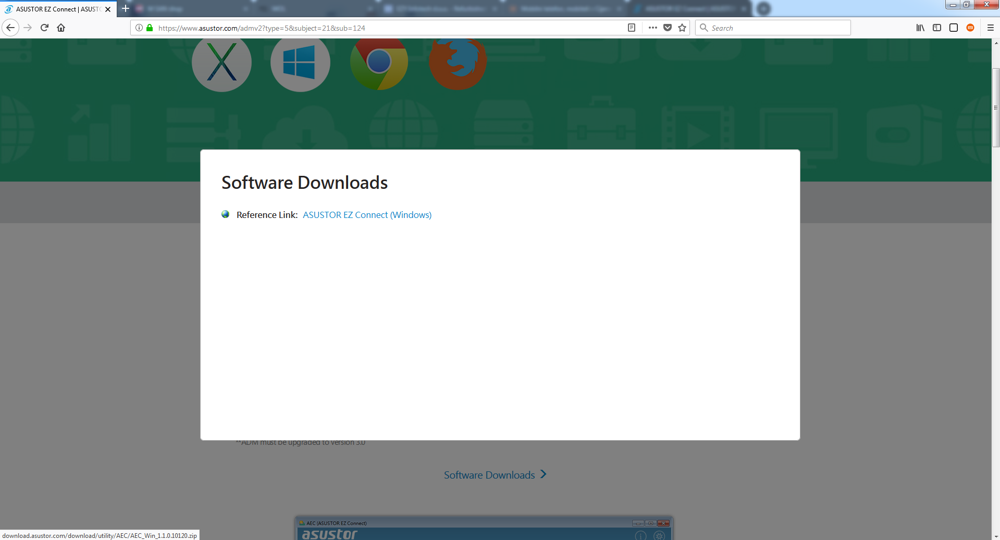 ASUSTOR EZ Connect | ASUSTO
https://www.asustor.com/admv2?type=5&subject=21&sub=124
Search
Software Downloads
Reference Link: ASUSTOR EZ Connect (Windows)
**ADM must be upgraded to version 3.0
Software Downloads
AEC (ASUSTOR EZ Connect)
asustor
download.asustor.com/download/utility/AEC/AEC_Win_1.1.0.10120.zip